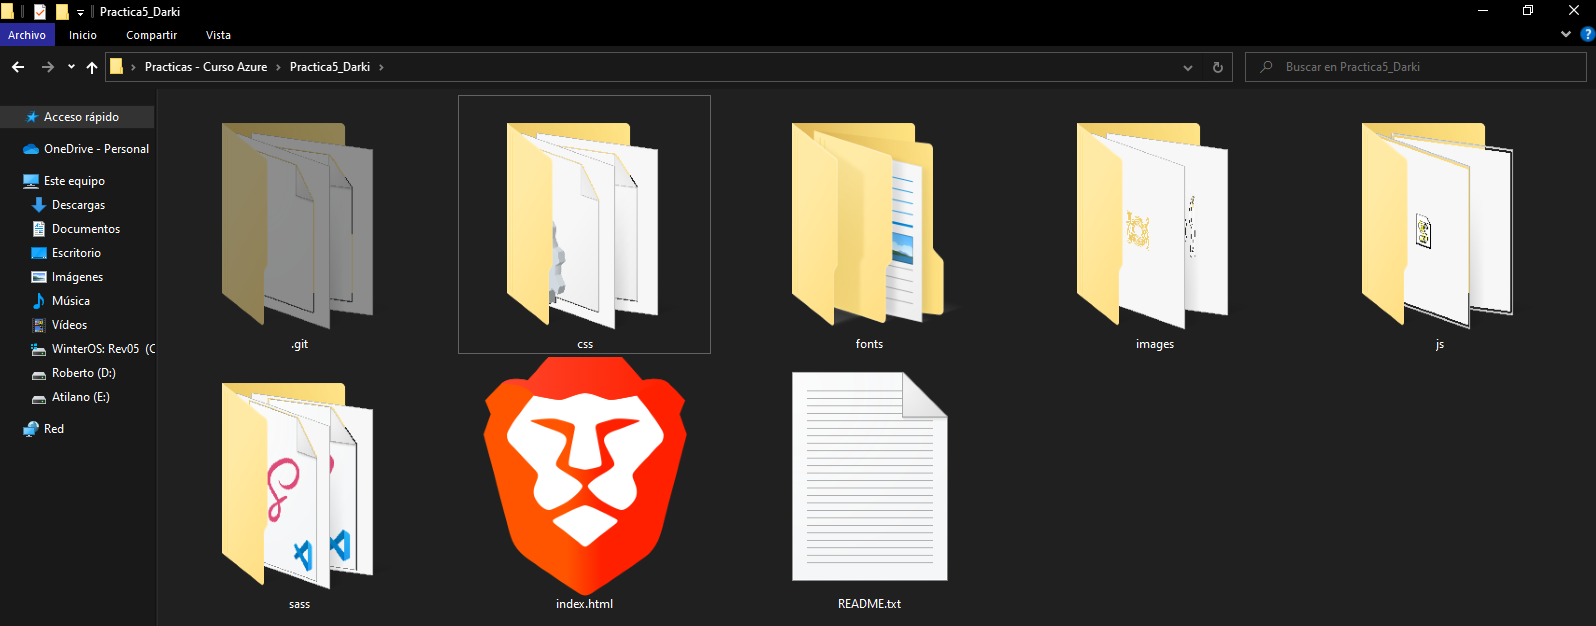 Practica5_Darki
Archivo Inicio Compartir Vista
Practicas - Curso Azure Practica5_Darki
Buscar en Practica5_Darki
Acceso rápido
OneDrive - Personal
Este equipo
Descargas
Documentos
Escritorio
Imágenes
Música
Vídeos
WinterOS: Rev05 (C
Roberto (D:)
Atilano (E:)
Red
.git css fonts images js
sass index.html README.txt